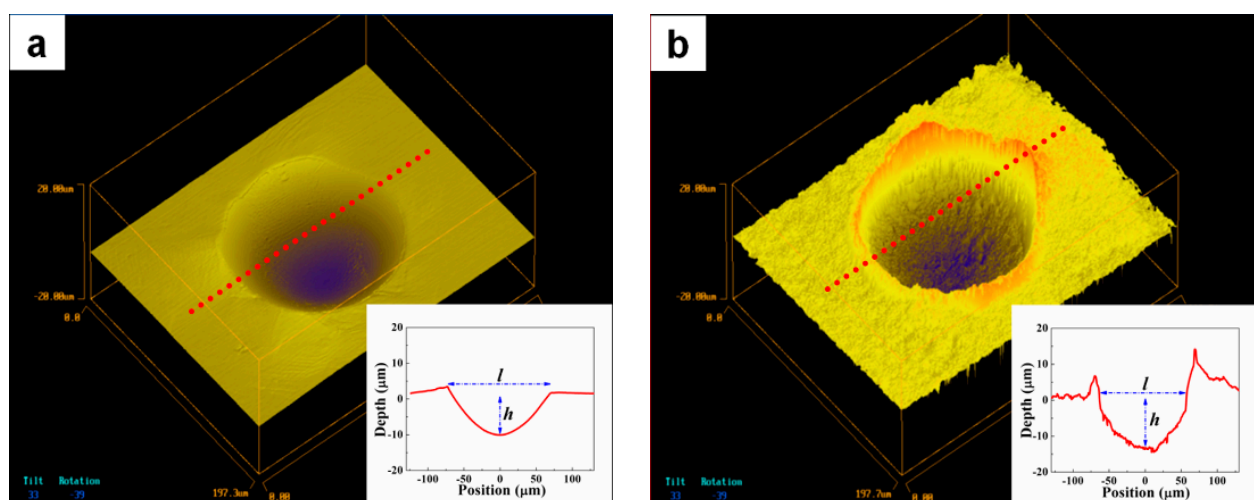 a
20.00um
-20.00um
0.0
Tilt Rotation
33 -39
197.3um
0.00
20
10
0
-10
-20
Depth (μm)
l
h
-100 -50 0 50 100
Position (μm)
b
20.00um
-20.00um
0.0
Tilt Rotation
33 -39
197.7um
0.00
20
10
0
-10
-20
Depth (μm)
l
h
-100 -50 0 50 100
Position (μm)